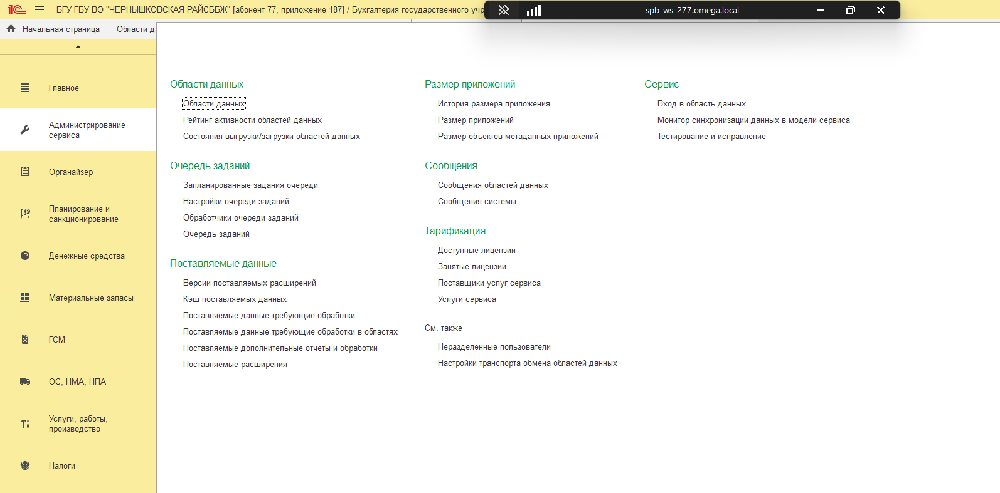 БГУ ГБУ ВО "ЧЕРНЫШКОВСКАЯ РАЙСББЖ" [абонент 77, приложение 187] / Бухгалтерия государственного учр
spb-ws-277.omega.local
Начальная страница
Области да
Главное
Администрирование
сервиса
Органайзер
Планирование и
санкционирование
Денежные средства
Материальные запасы
ГСМ
ОС, НМА, НПА
Услуги, работы,
производство
Налоги
Области данных
Области данных
Рейтинг активности областей данных
Состояния выгрузки/загрузки областей данных
Очередь заданий
Запланированные задания очереди
Настройки очереди заданий
Обработчики очереди заданий
Очередь заданий
Поставляемые данные
Версии поставляемых расширений
Кэш поставляемых данных
Поставляемые данные требующие обработки
Поставляемые данные требующие обработки в областях
Поставляемые дополнительные отчеты и обработки
Поставляемые расширения
Размер приложений
История размера приложения
Размер приложений
Размер объектов метаданных приложений
Сообщения
Сообщения областей данных
Сообщения системы
Тарификация
Доступные лицензии
Занятые лицензии
Поставщики услуг сервиса
Услуги сервиса
См. также
Неразделенные пользователи
Настройки транспорта обмена областей данных
Сервис
Вход в область данных
Монитор синхронизации данных в модели сервиса
Тестирование и исправление